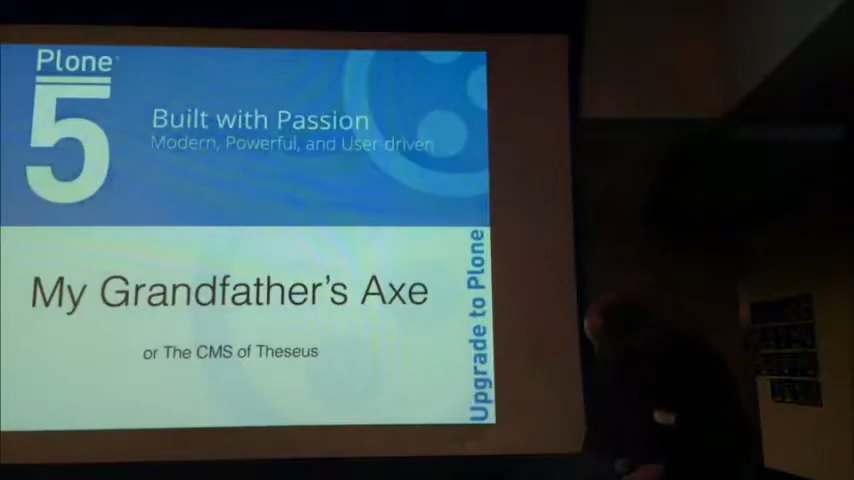 Plone
5
Built with Passion
Modern, Powerful, and User-driven
My Grandfather's Axe
or The CMS of Theseus
Upgrade to Plone